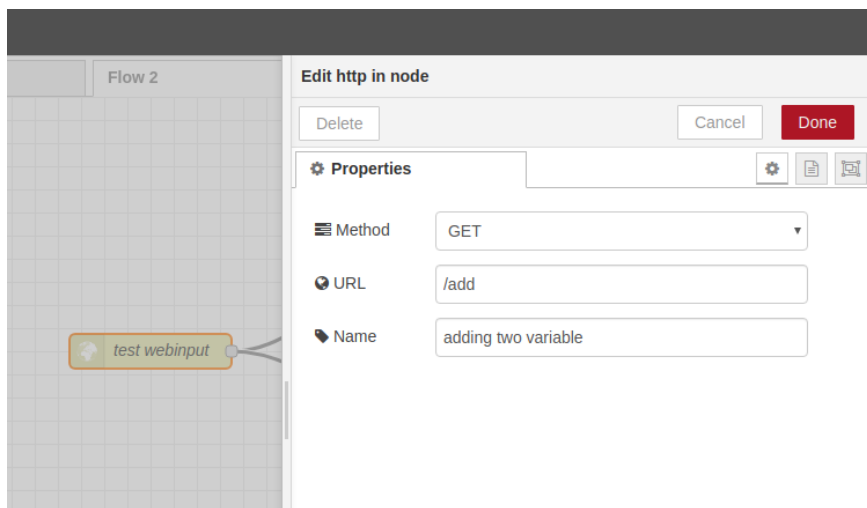 Flow 2
Edit http in node
Delete
Cancel
Done
Properties
Method
GET
URL
/add
Name
adding two variable
test webinput